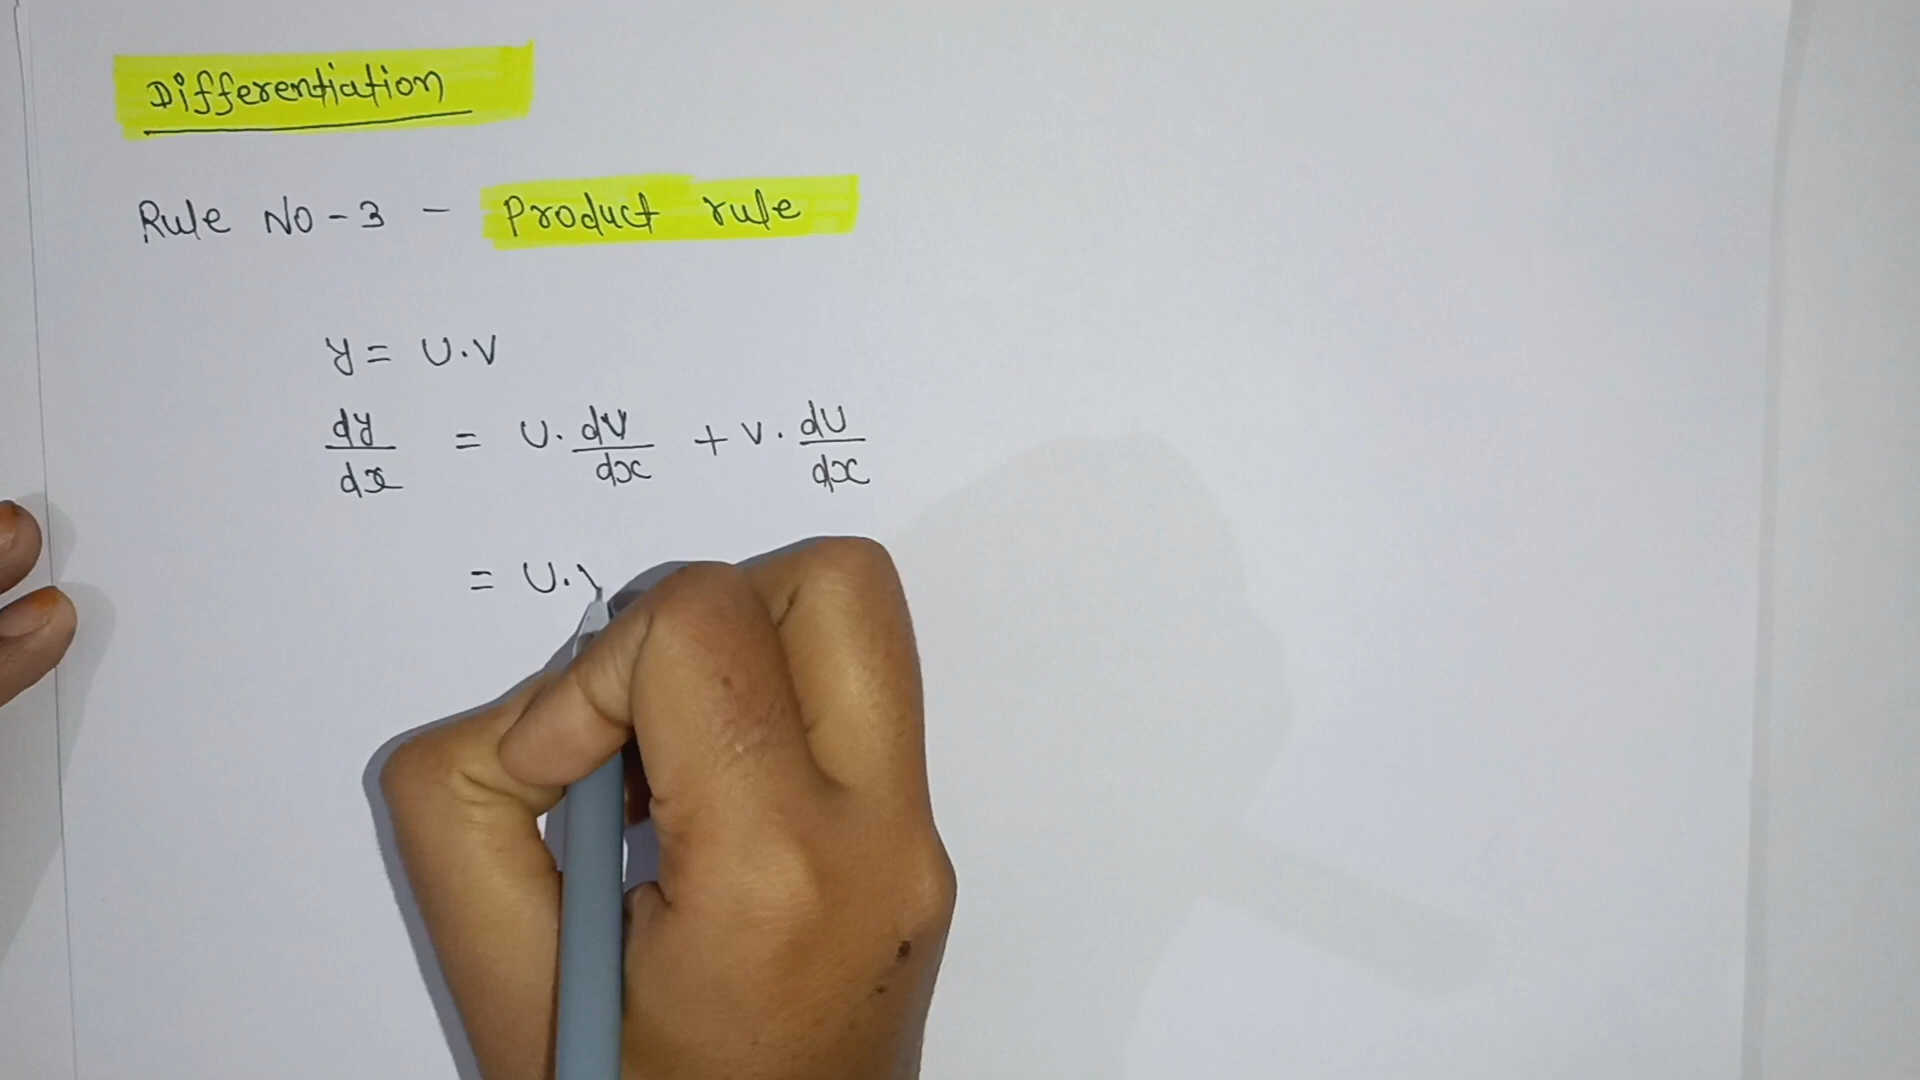 Differentiation
Rule No-3 - Product rule
y = U.V
dy/dx = U. dV/dx + V. dU/dx
= U.